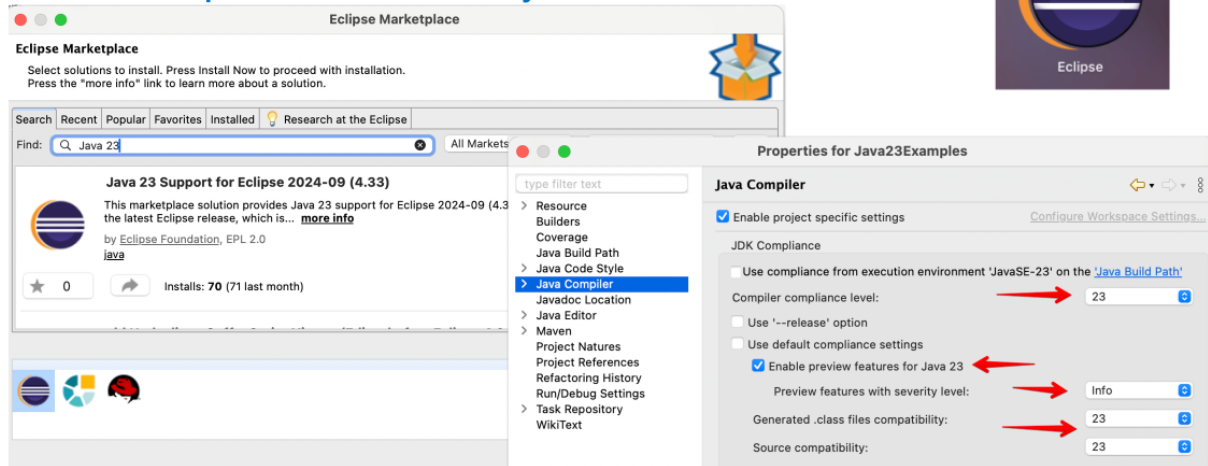 Eclipse Marketplace
Eclipse Marketplace
Select solutions to install. Press Install Now to proceed with installation.
Press the "more info" link to learn more about a solution.
Search Recent Popular Favorites Installed Research at the Eclipse
Find: Java 23 All Markets
Java 23 Support for Eclipse 2024-09 (4.33)
This marketplace solution provides Java 23 support for Eclipse 2024-09 (4.3
the latest Eclipse release, which is... more info
by Eclipse Foundation, EPL 2.0
java
0 Installs: 70 (71 last month)
Eclipse
Properties for Java23Examples
type filter text
Resource
Builders
Coverage
Java Build Path
Java Code Style
Java Compiler
Javadoc Location
Java Editor
Maven
Project Natures
Project References
Refactoring History
Run/Debug Settings
Task Repository
WikiText
Java Compiler
Enable project specific settings Configure Workspace Settings...
JDK Compliance
Use compliance from execution environment 'JavaSE-23' on the 'Java Build Path'
Compiler compliance level: 23
Use '--release' option
Use default compliance settings
Enable preview features for Java 23
Preview features with severity level: Info
Generated .class files compatibility: 23
Source compatibility: 23